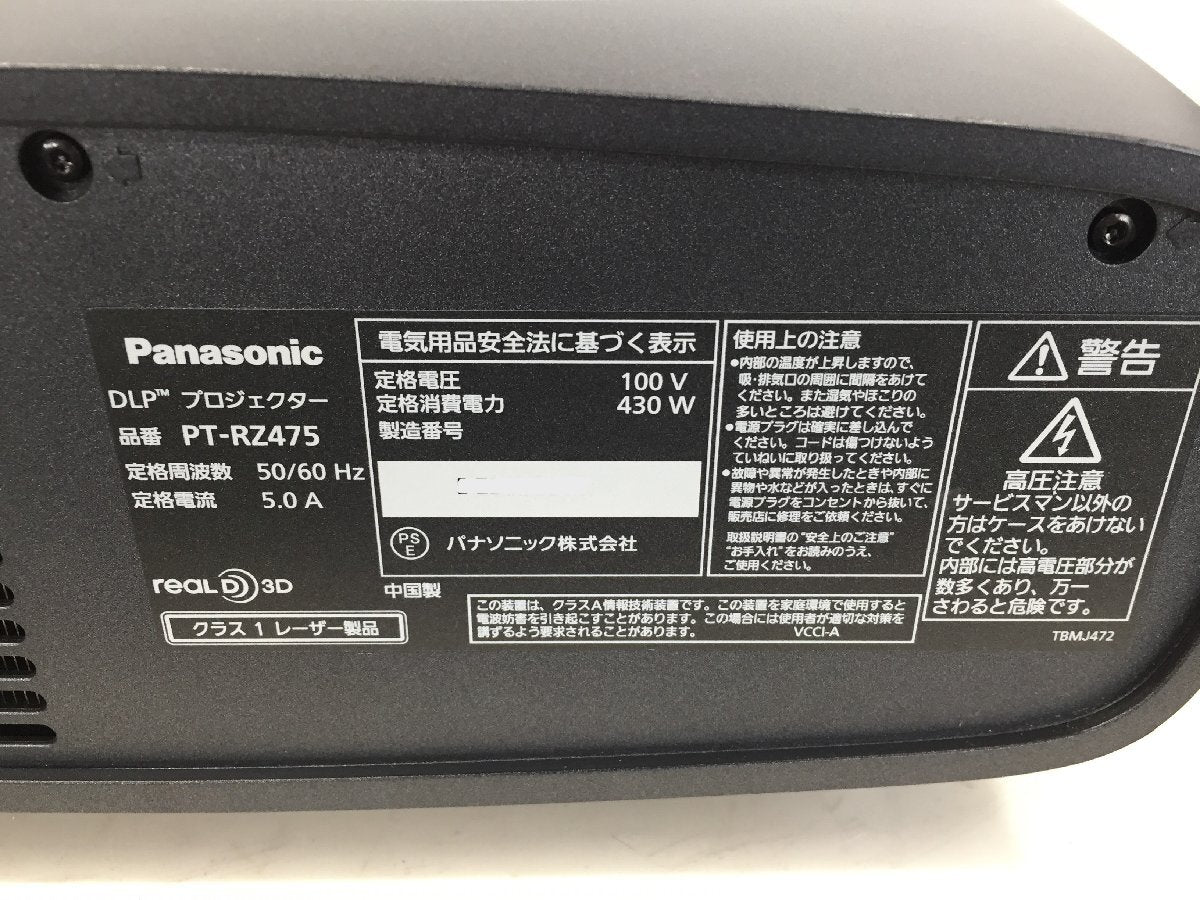 Panasonic
DLP™ プロジェクター
品番 PT-RZ475
定格周波数 50/60 Hz
定格電流 5.0 A
REAL D 3D
クラス 1 レーザー製品
電気用品安全法に基づく表示
定格電圧 100 V
定格消費電力 430 W
製造番号
PS
E
パナソニック株式会社
中国製
使用上の注意
●内部の温度が上昇しますので、
吸・排気口の周囲に間隔をあけて
ください。また湿気やほこりの
多いところは避けてください。
●電源プラグは確実に差し込んで
ください。コードは傷つけないよう
ていねいに取り扱ってください。
●故障や異常が発生したときや内部に
異物や水などが入ったときは、すぐに
電源プラグをコンセントから抜いて、
販売店に修理をご依頼ください。
取扱説明書の"安全上のご注意"
"お手入れ"をお読みのうえ、
ご使用ください。
この装置は、クラスA情報技術装置です。この装置を家庭環境で使用すると
電波妨害を引き起こすことがあります。この場合には使用者が適切な対策を
講ずるよう要求されることがあります。 VCCI-A
警告
高圧注意
サービスマン以外の
方はケースをあけない
でください。
内部には高電圧部分が
数多くあり、万一
さわると危険です。
TBMJ472